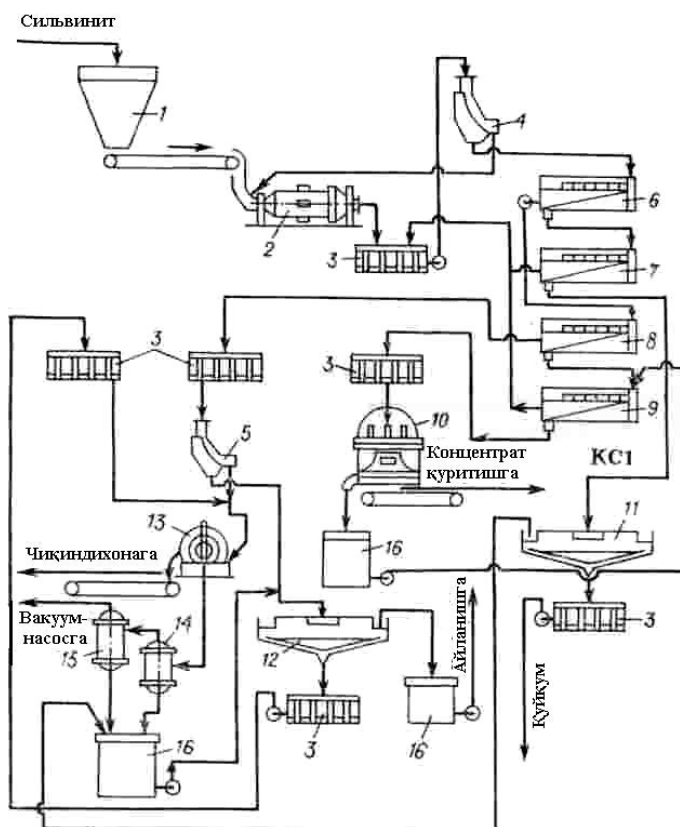 Сильвинит
1
2
3
4
6
7
8
9
3
3
5
10
Концентрат
қуритишга
КС1
11
16
13
Чиқиндихонага
Вакуум-
насосга
14
15
16
12
3
16
Айланишга
3
Қуйқум